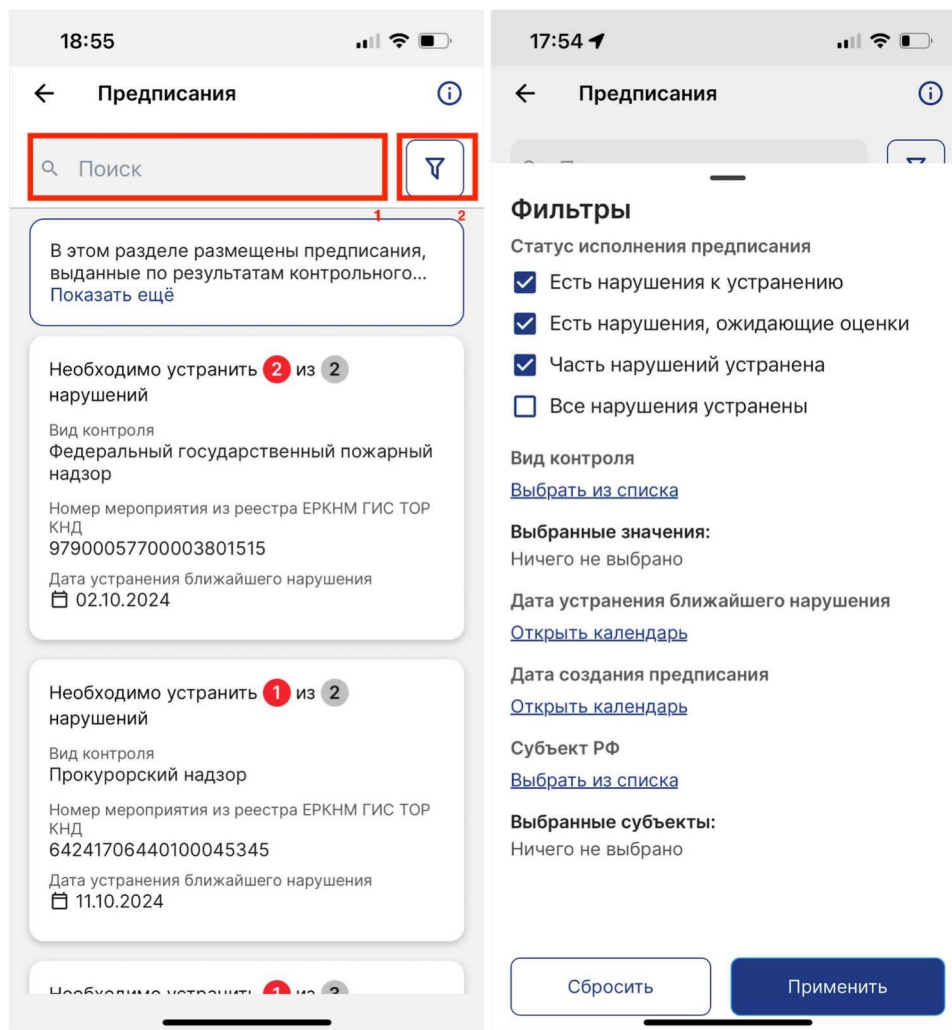 18:55
Предписания
Поиск
1
2
В этом разделе размещены предписания,
выданные по результатам контрольного...
Показать ещё
Необходимо устранить 2 из 2
нарушений
Вид контроля
Федеральный государственный пожарный
надзор
Номер мероприятия из реестра ЕРКНМ ГИС ТОР
КНД
97900057700003801515
Дата устранения ближайшего нарушения
02.10.2024
Необходимо устранить 1 из 2
нарушений
Вид контроля
Прокурорский надзор
Номер мероприятия из реестра ЕРКНМ ГИС ТОР
КНД
64241706440100045345
Дата устранения ближайшего нарушения
11.10.2024
Необходимо устранить 1 из 3
17:54
Предписания
Фильтры
Статус исполнения предписания
Есть нарушения к устранению
Есть нарушения, ожидающие оценки
Часть нарушений устранена
Все нарушения устранены
Вид контроля
Выбрать из списка
Выбранные значения:
Ничего не выбрано
Дата устранения ближайшего нарушения
Открыть календарь
Дата создания предписания
Открыть календарь
Субъект РФ
Выбрать из списка
Выбранные субъекты:
Ничего не выбрано
Сбросить
Применить